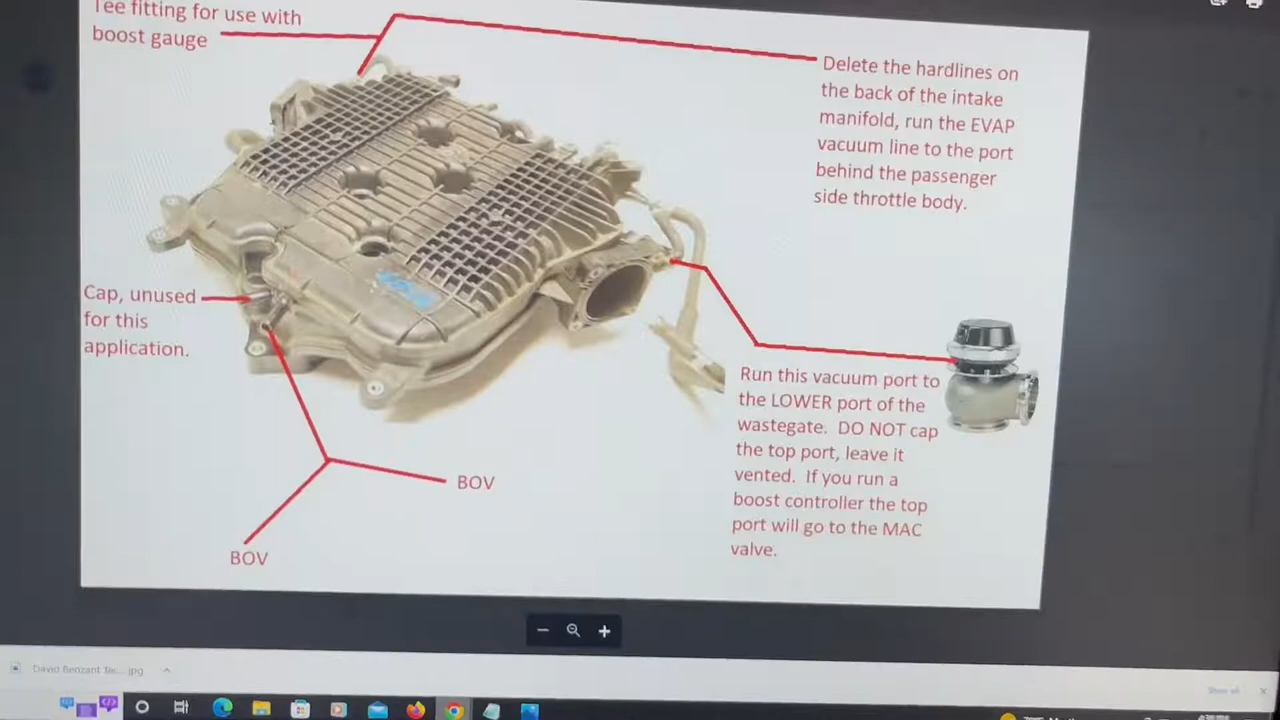 Tee fitting for use with
boost gauge
Delete the hardlines on
the back of the intake
manifold, run the EVAP
vacuum line to the port
behind the passenger
side throttle body.
Cap, unused
for this
application.
Run this vacuum port to
the LOWER port of the
wastegate. DO NOT cap
the top port, leave it
vented. If you run a
boost controller the top
port will go to the MAC
valve.
BOV
BOV
Show all